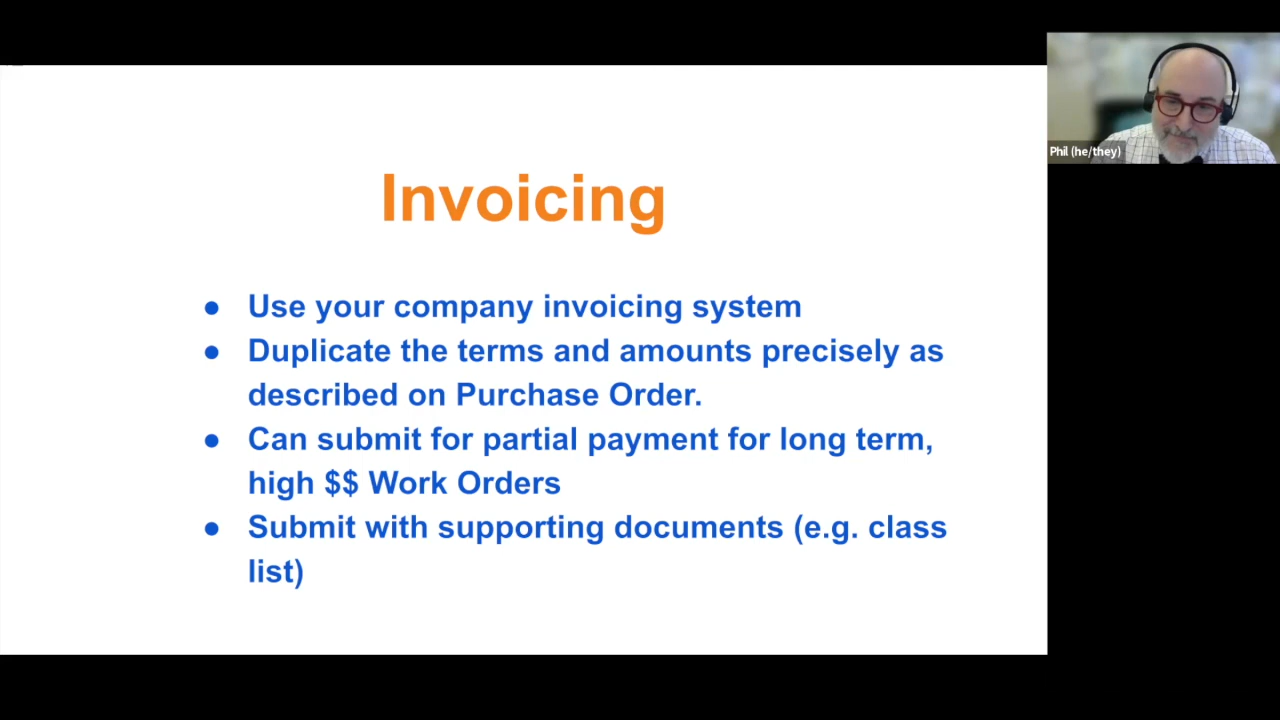 Invoicing
● Use your company invoicing system
● Duplicate the terms and amounts precisely as
described on Purchase Order.
● Can submit for partial payment for long term,
high $$ Work Orders
● Submit with supporting documents (e.g. class
list)
Phil (he/they)